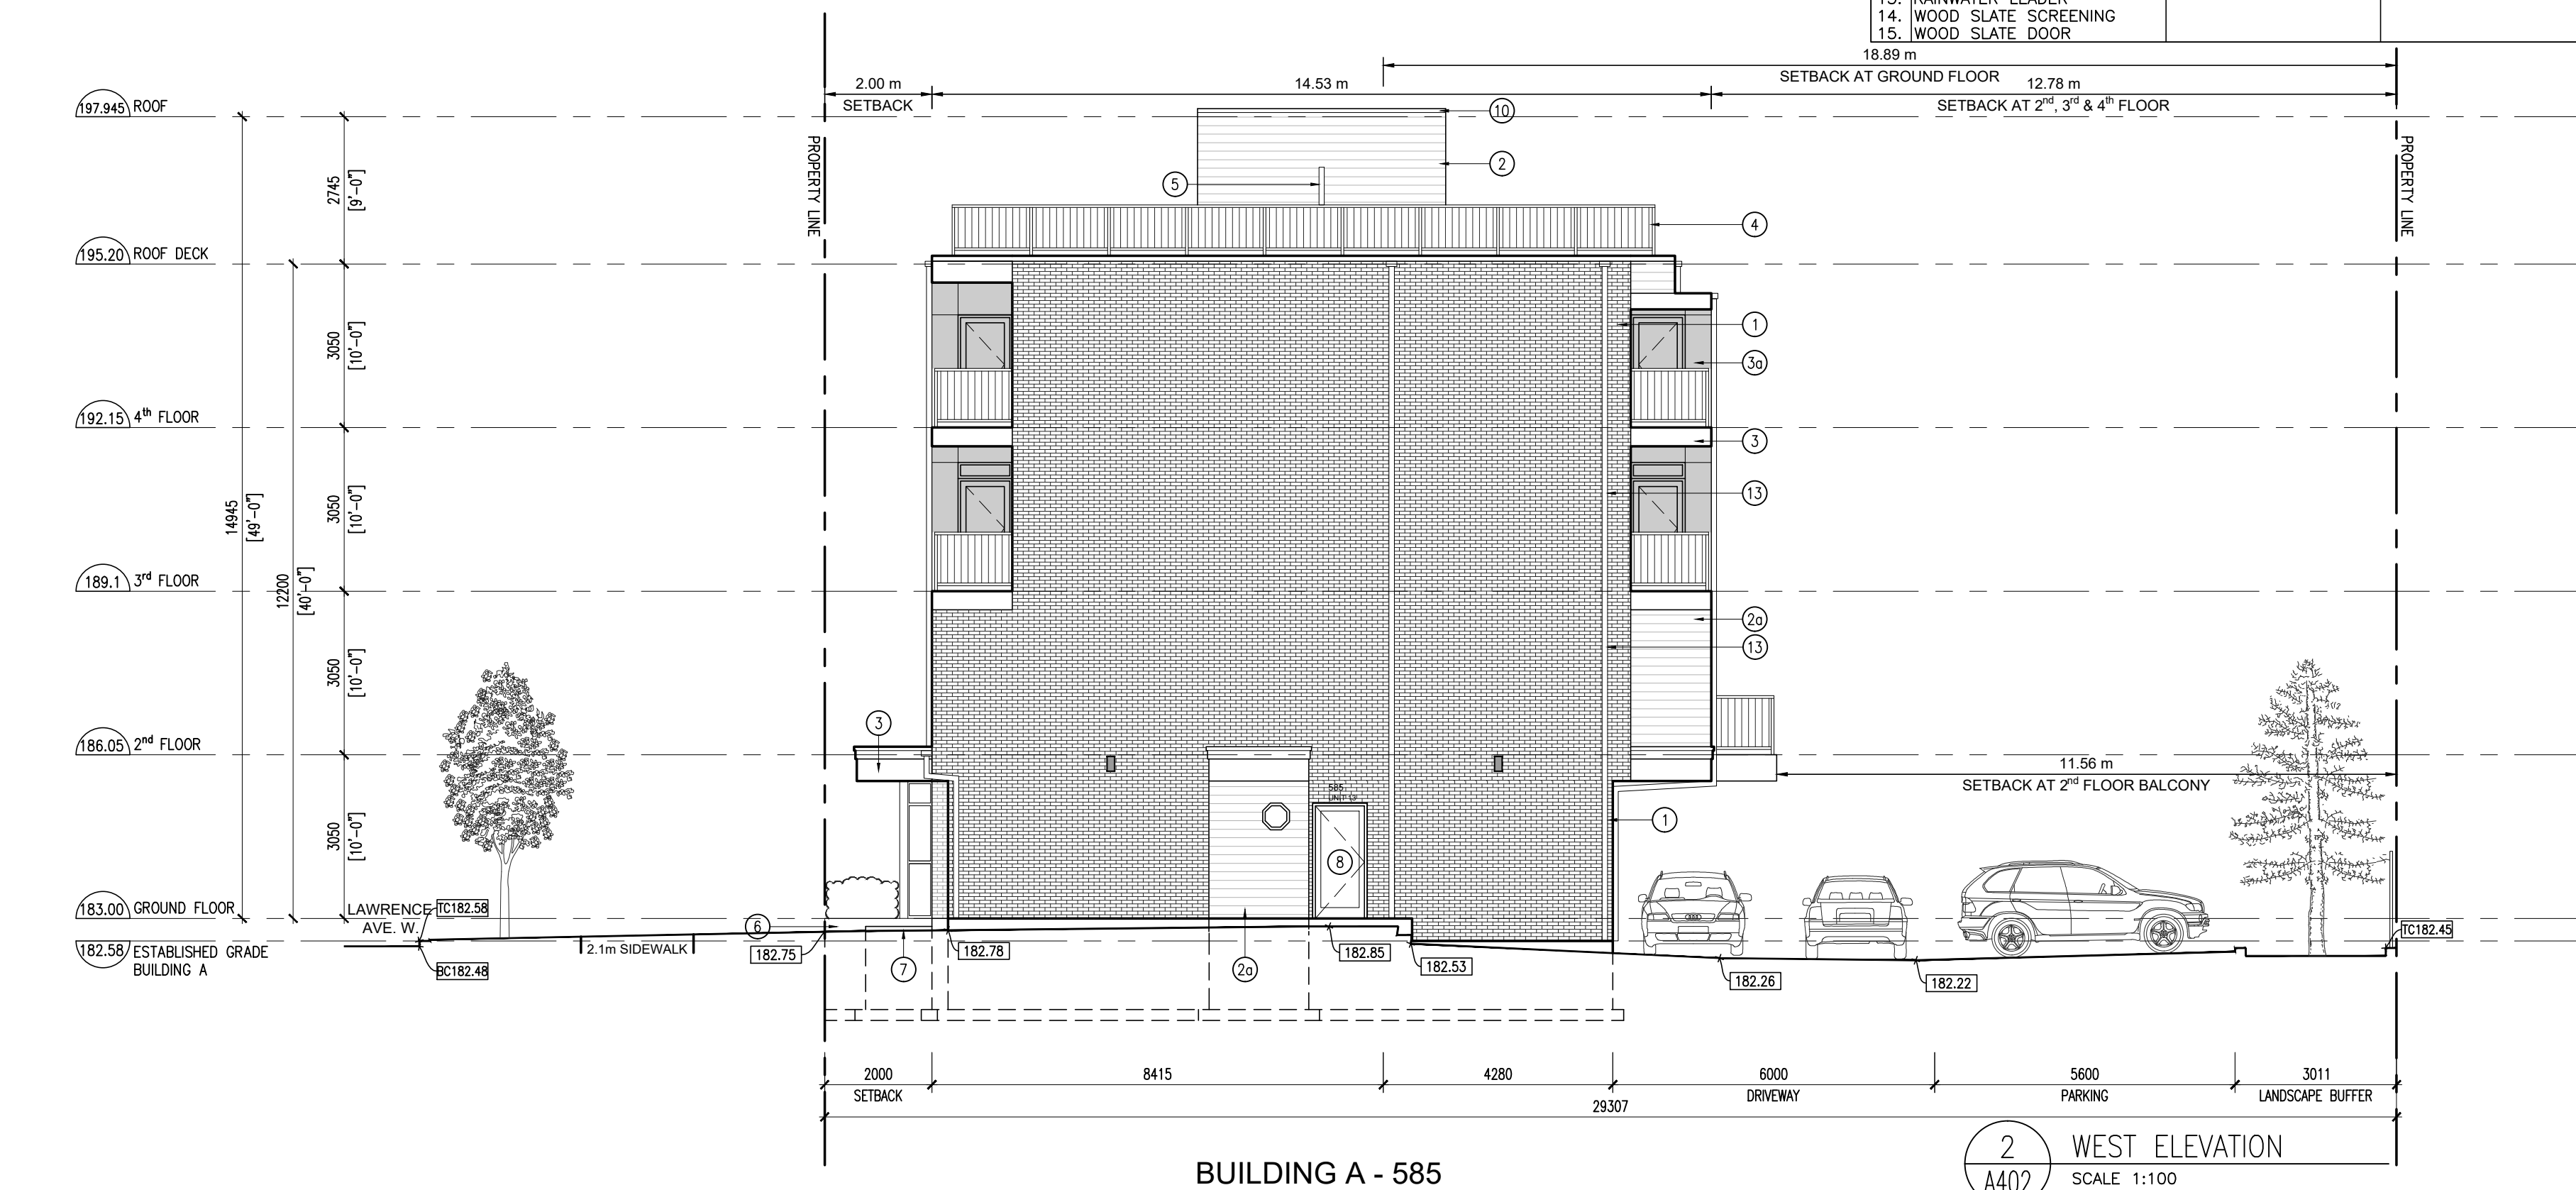 13. RAINWATER LEADER
14. WOOD SLATE SCREENING
15. WOOD SLATE DOOR
18.89 m
SETBACK AT GROUND FLOOR
2.00 m
SETBACK
14.53 m
12.78 m
SETBACK AT 2nd, 3rd & 4th FLOOR
197.945 ROOF
10
PROPERTY LINE
PROPERTY LINE
2
5
2745
[9'-0"]
4
195.20 ROOF DECK
3050
[10'-0"]
1
3a
192.15 4th FLOOR
3
14945
[49'-0"]
3050
[10'-0"]
13
189.1 3rd FLOOR
12200
[40'-0"]
2a
13
3050
[10'-0"]
3
186.05 2nd FLOOR
11.56 m
SETBACK AT 2nd FLOOR BALCONY
585
UNIT 13
3050
[10'-0"]
1
8
183.00 GROUND FLOOR
LAWRENCE
AVE. W.
TC182.58
6
TC182.45
182.58 ESTABLISHED GRADE
BUILDING A
2.1m SIDEWALK
BC182.48
182.75
7
182.78
2a
182.85
182.53
182.26
182.22
2000
SETBACK
8415
4280
6000
DRIVEWAY
5600
PARKING
3011
LANDSCAPE BUFFER
29307
2
A402
WEST ELEVATION
SCALE 1:100
BUILDING A - 585